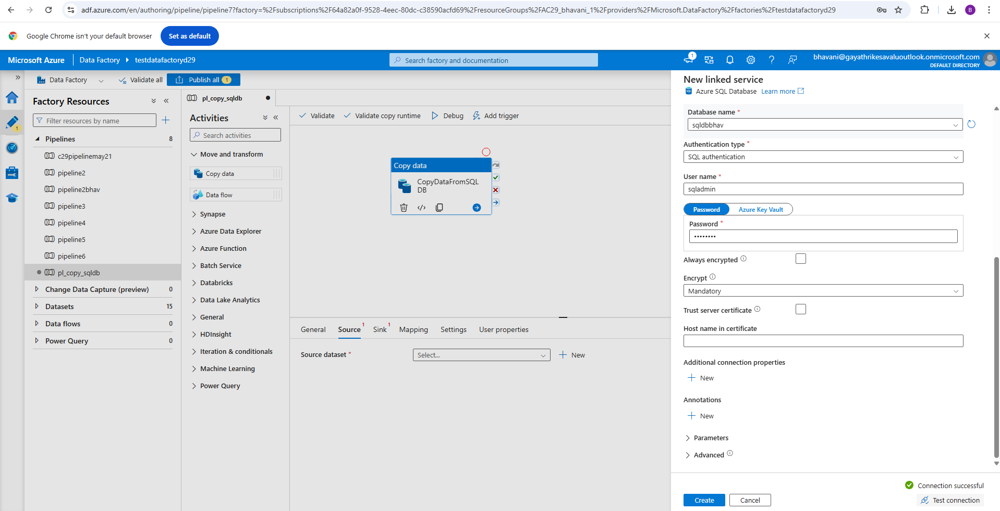 adf.azure.com/en/authoring/pipeline/pipeline7?factory=%2Fsubscriptions%2F64a82a0f-9528-4eec-80dc-c38590acfd69%2FresourceGroups%2FAC29_bhavani_1%2Fproviders%2FMicrosoft.DataFactory%2Ffactories%2Ftestdatafactoryd29
B
Google Chrome isn't your default browser
Set as default
Microsoft Azure
Data Factory
testdatafactoryd29
Search factory and documentation
1
bhavani@gayathrikesavaluoutlook.onmicrosoft.com
DEFAULT DIRECTORY
Data Factory
Validate all
Publish all 1
1
Factory Resources
Filter resources by name
Pipelines 8
c29pipelinemay21
pipeline2
pipeline2bhav
pipeline3
pipeline4
pipeline5
pipeline6
pl_copy_sqldb
Change Data Capture (preview) 0
Datasets 15
Data flows 0
Power Query 0
pl_copy_sqldb
Activities
Search activities
Move and transform
Copy data
Data flow
Synapse
Azure Data Explorer
Azure Function
Batch Service
Databricks
Data Lake Analytics
General
HDInsight
Iteration & conditionals
Machine Learning
Power Query
Validate
Validate copy runtime
Debug
Add trigger
Copy data
CopyDataFromSQL
DB
General
Source 1
Sink 1
Mapping
Settings
User properties
Source dataset *
Select...
New
New linked service
SQL
Azure SQL Database Learn more
Database name *
sqldbbhav
Authentication type *
SQL authentication
User name *
sqladmin
Password
Azure Key Vault
Password *
••••••••
Always encrypted
Encrypt
Mandatory
Trust server certificate
Host name in certificate
Additional connection properties
New
Annotations
New
Parameters
Advanced
Connection successful
Create
Cancel
Test connection